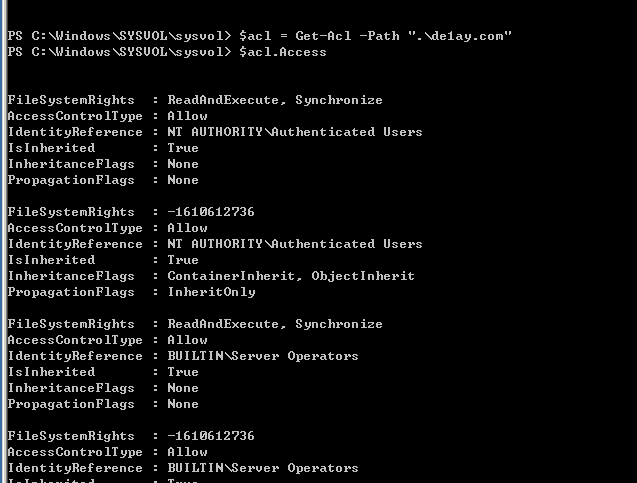 PS C:\Windows\SYSVOL\sysvol> $acl = Get-Acl -Path ".\de1ay.com"
PS C:\Windows\SYSVOL\sysvol> $acl.Access
FileSystemRights  : ReadAndExecute, Synchronize
AccessControlType : Allow
IdentityReference : NT AUTHORITY\Authenticated Users
IsInherited       : True
InheritanceFlags  : None
PropagationFlags  : None
FileSystemRights  : -1610612736
AccessControlType : Allow
IdentityReference : NT AUTHORITY\Authenticated Users
IsInherited       : True
InheritanceFlags  : ContainerInherit, ObjectInherit
PropagationFlags  : InheritOnly
FileSystemRights  : ReadAndExecute, Synchronize
AccessControlType : Allow
IdentityReference : BUILTIN\Server Operators
IsInherited       : True
InheritanceFlags  : None
PropagationFlags  : None
FileSystemRights  : -1610612736
AccessControlType : Allow
IdentityReference : BUILTIN\Server Operators
IsInherited       : True